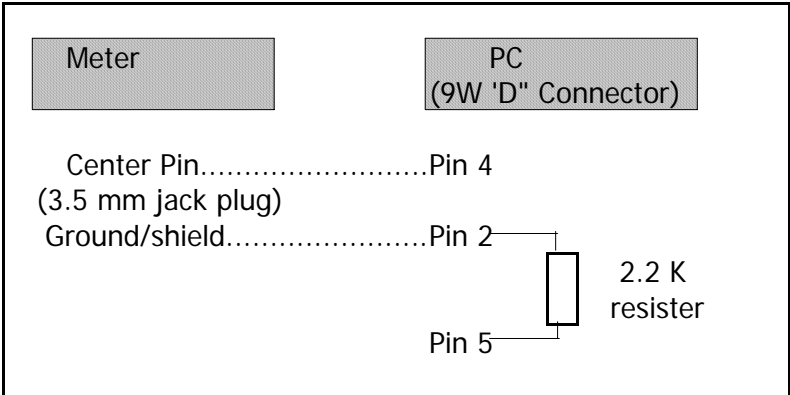 Meter
PC
(9W 'D" Connector)
Center Pin..........................Pin 4
(3.5 mm jack plug)
Ground/shield.......................Pin 2
2.2 K
resister
Pin 5